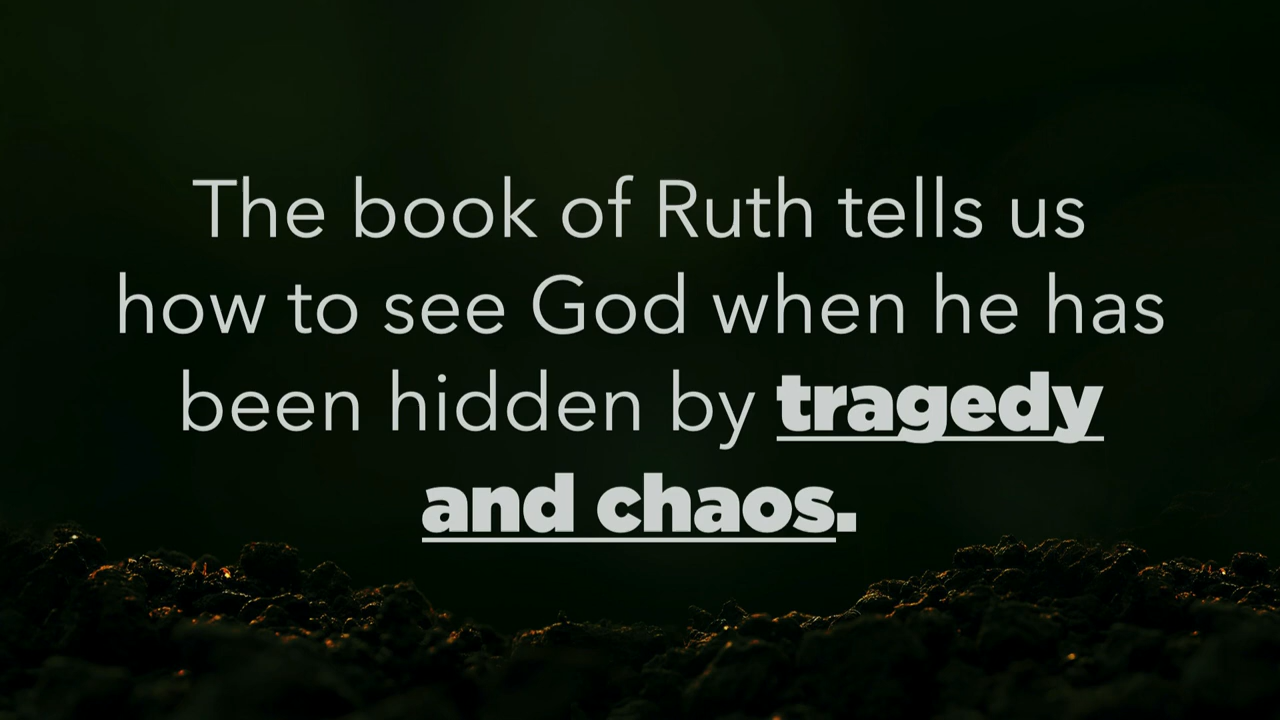 The book of Ruth tells us
how to see God when he has
been hidden by tragedy
and chaos.